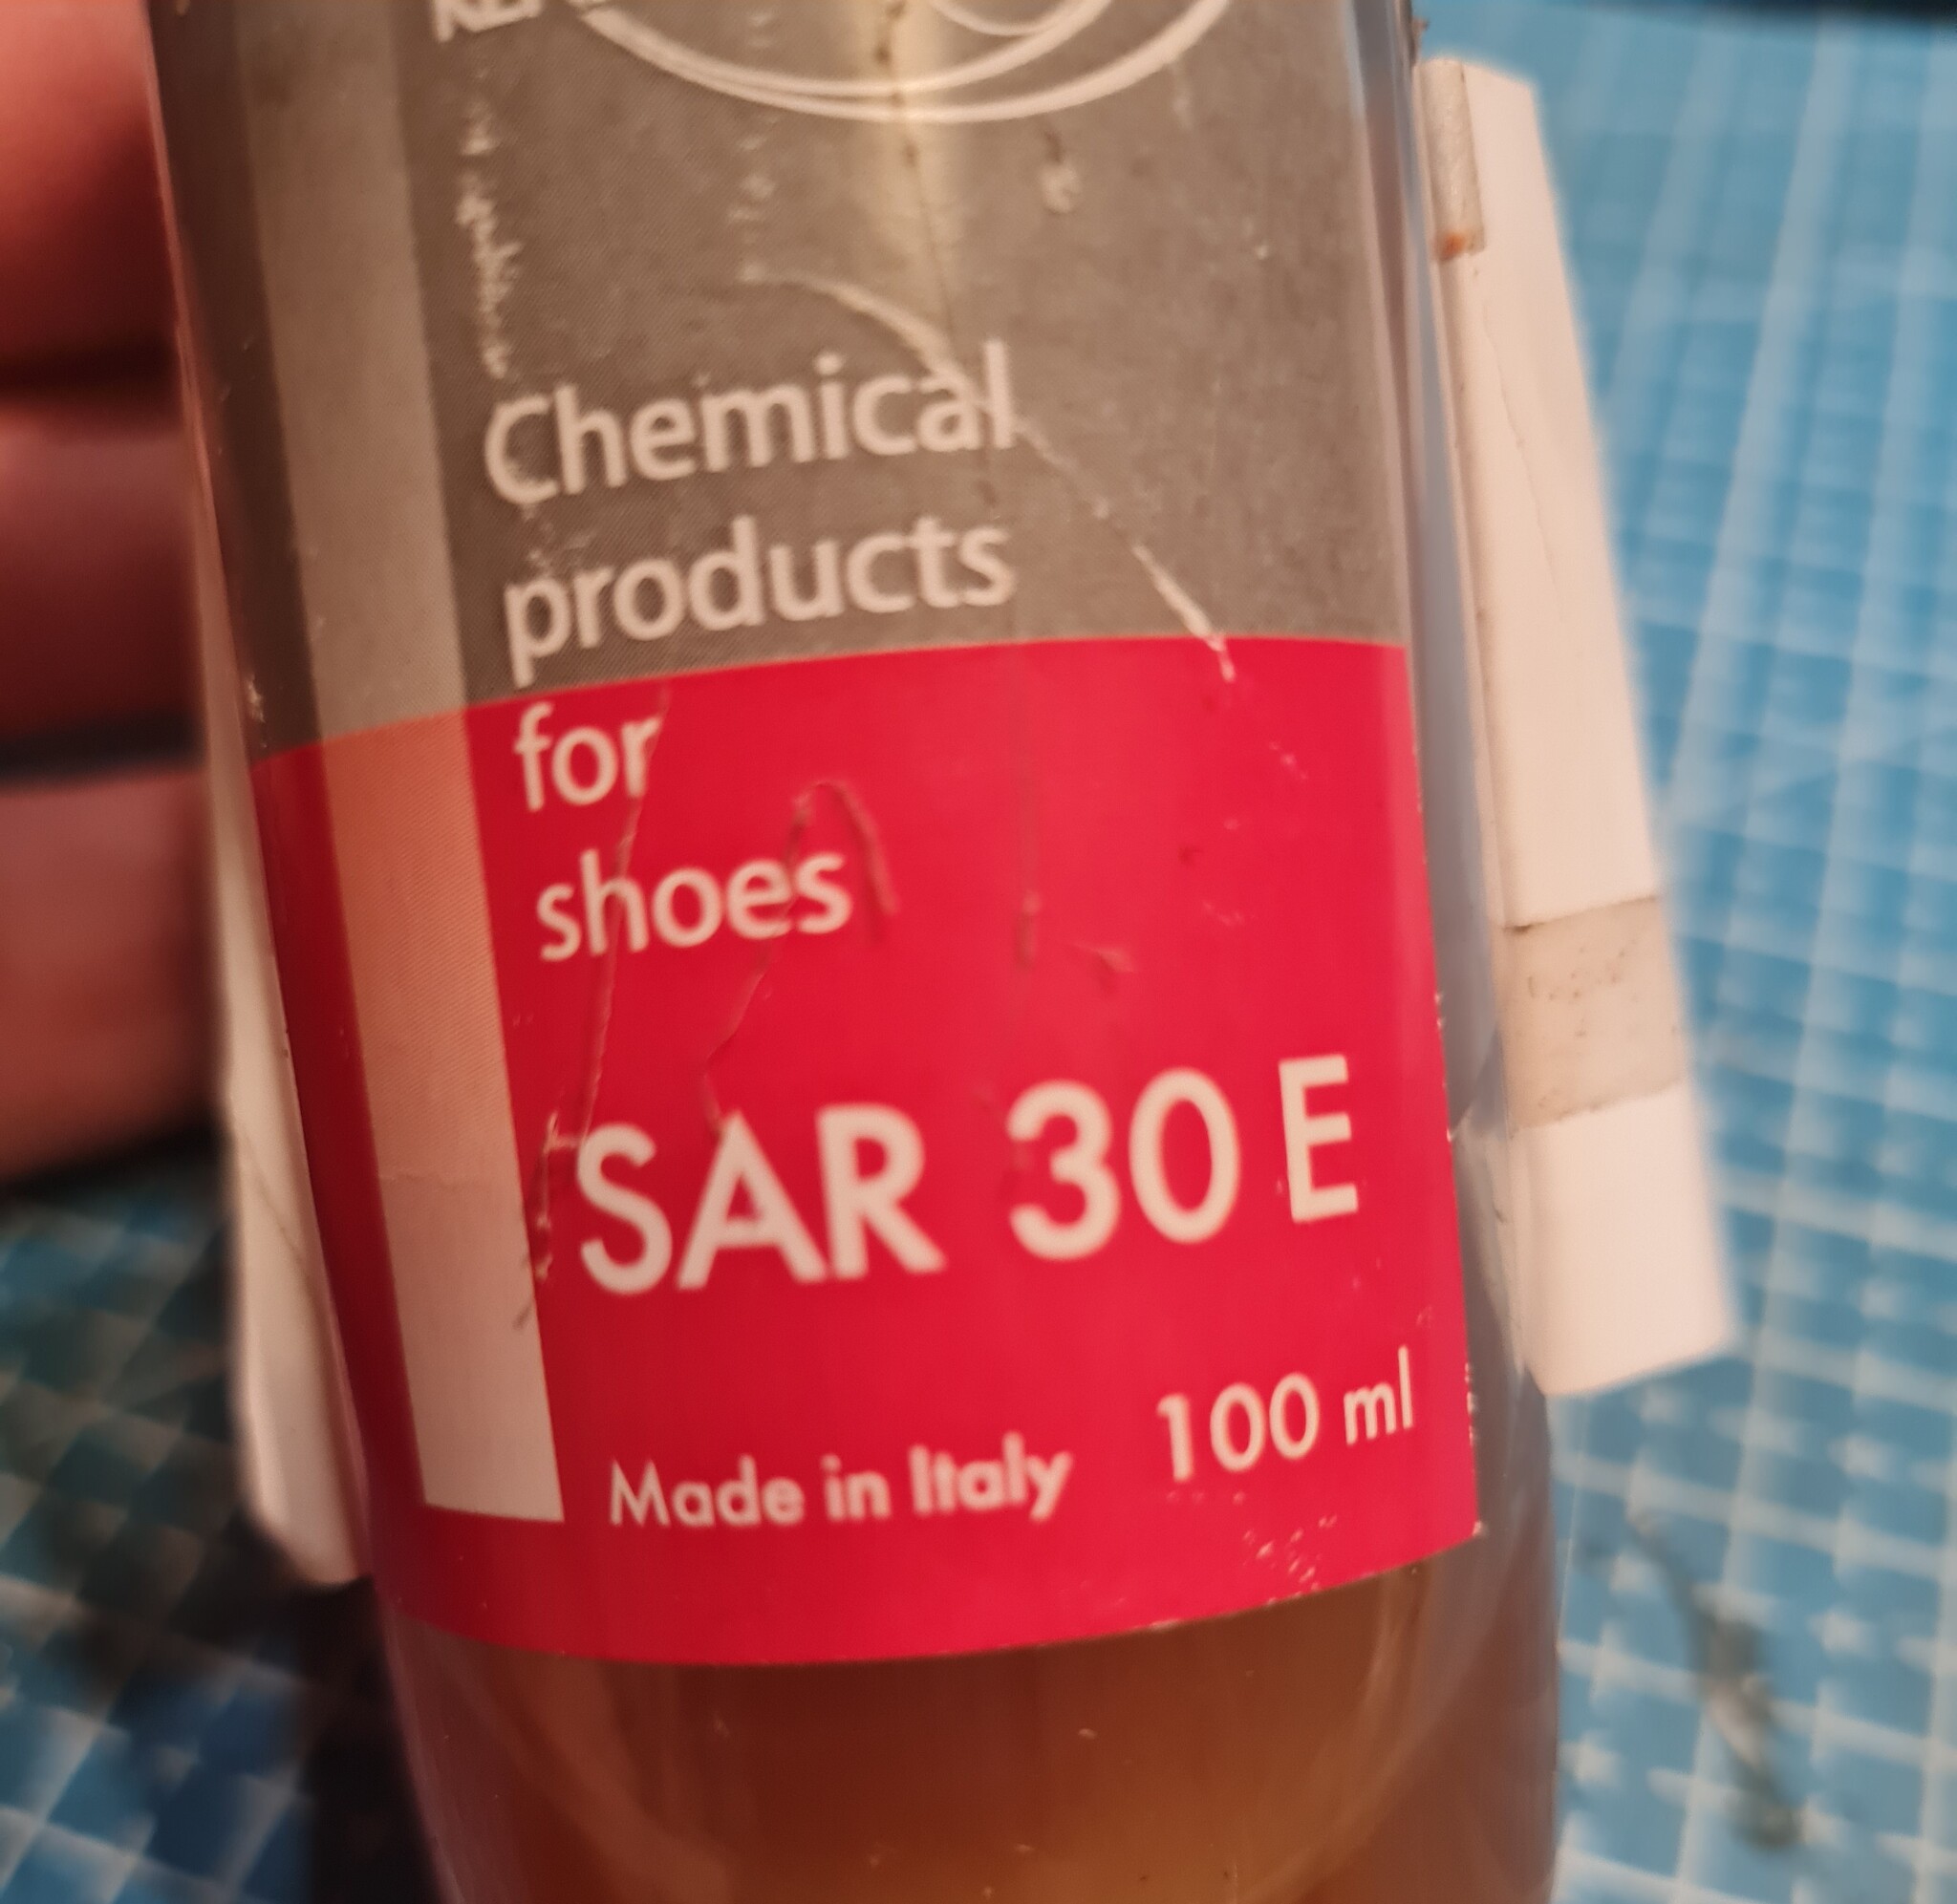 Chemical
products
for
shoes
SAR 30 E
Made in Italy 100 ml